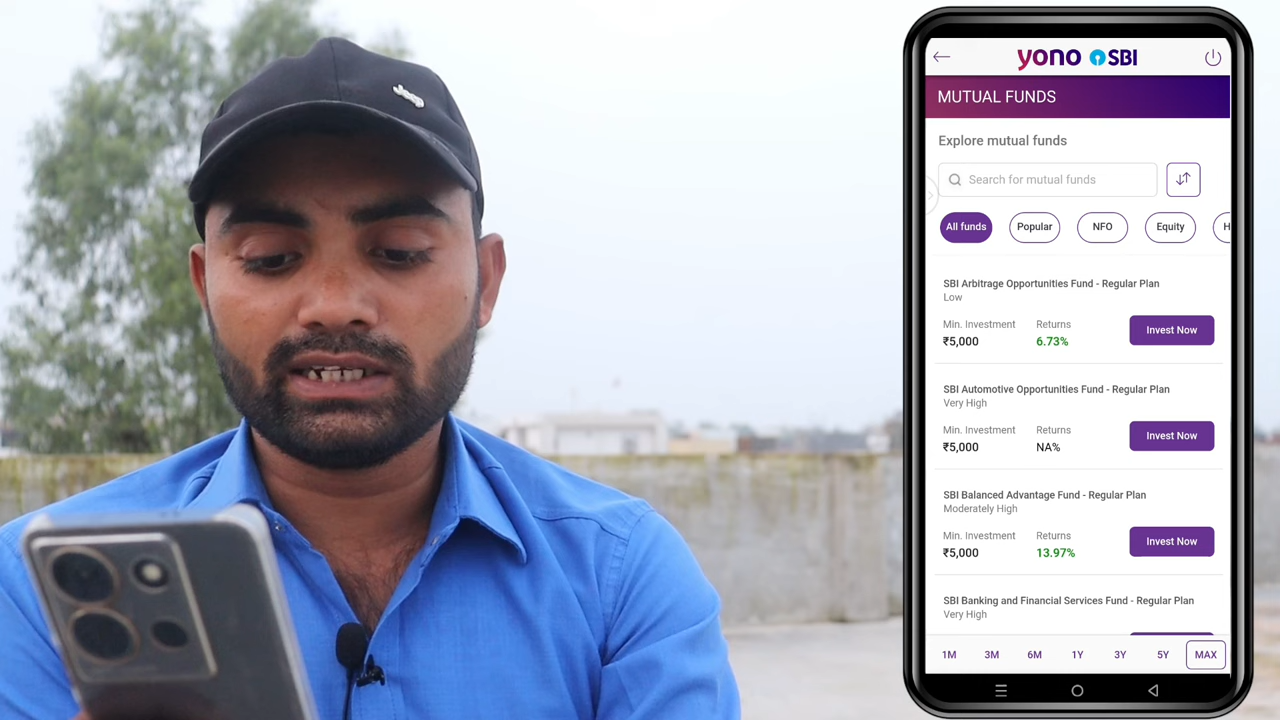 yono SBI
MUTUAL FUNDS
Explore mutual funds
Search for mutual funds
All funds Popular NFO Equity H
SBI Arbitrage Opportunities Fund - Regular Plan
Low
Min. Investment Returns
₹5,000 6.73% Invest Now
SBI Automotive Opportunities Fund - Regular Plan
Very High
Min. Investment Returns
₹5,000 NA% Invest Now
SBI Balanced Advantage Fund - Regular Plan
Moderately High
Min. Investment Returns
₹5,000 13.97% Invest Now
SBI Banking and Financial Services Fund - Regular Plan
Very High
1M 3M 6M 1Y 3Y 5Y MAX